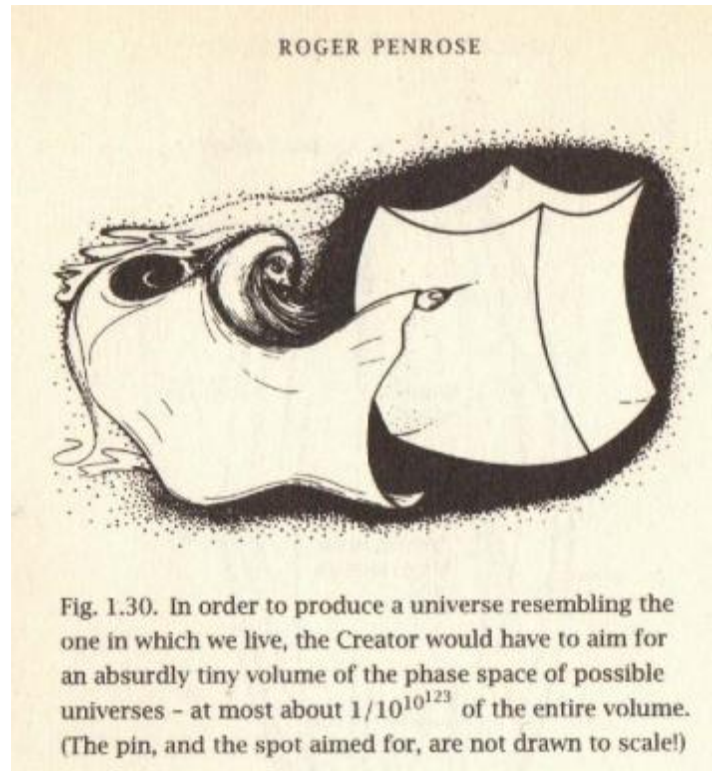 ROGER PENROSE
Fig. 1.30. In order to produce a universe resembling the
one in which we live, the Creator would have to aim for
an absurdly tiny volume of the phase space of possible
universes – at most about 1/10^10^123 of the entire volume.
(The pin, and the spot aimed for, are not drawn to scale!)